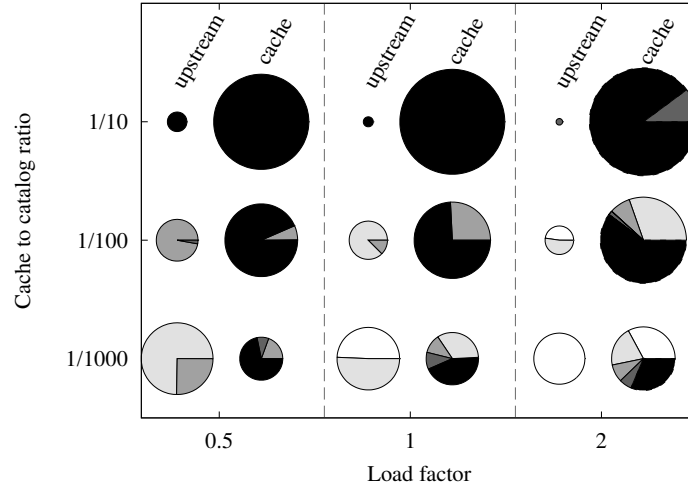 upstream
cache
upstream
cache
upstream
cache
1/10
1/100
1/1000
Cache to catalog ratio
0.5
1
2
Load factor